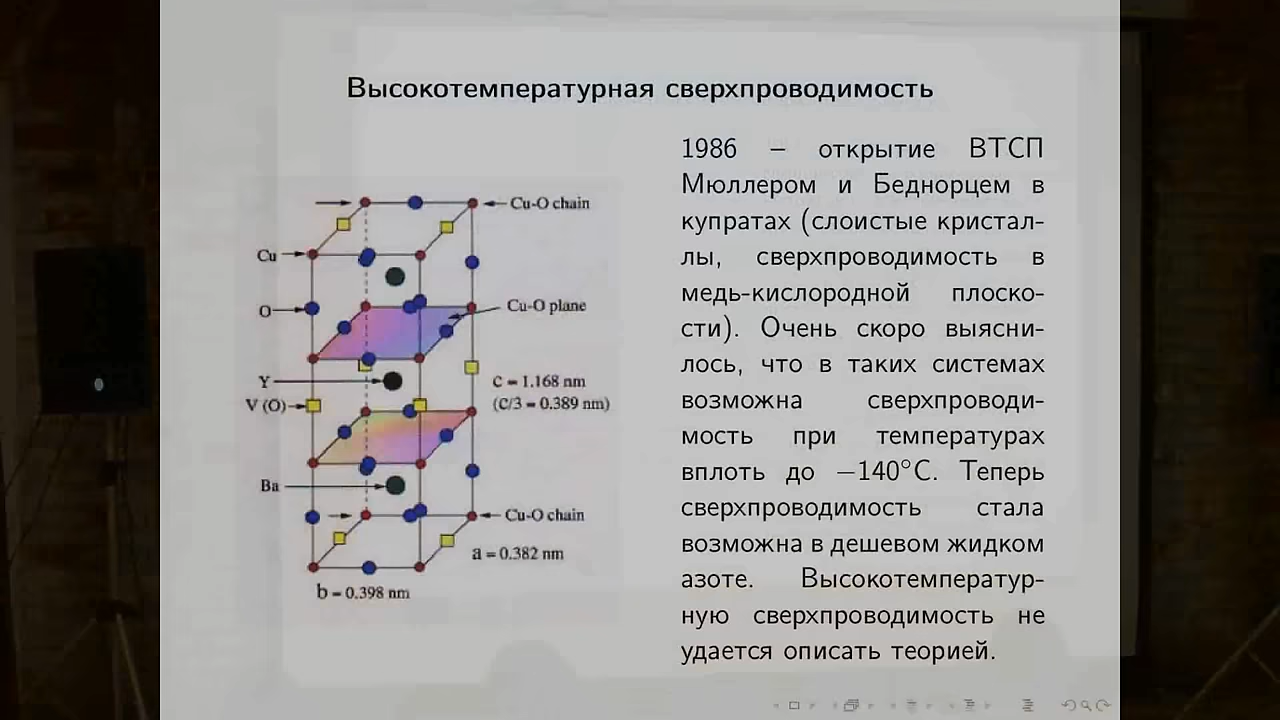 Высокотемпературная сверхпроводимость
Cu-O chain
Cu
O
Cu-O plane
Y
C = 1.168 nm
V (O)
(C/3 = 0.389 nm)
Ba
Cu-O chain
a = 0.382 nm
b = 0.398 nm
1986 – открытие ВТСП
Мюллером и Беднорцем в
купратах (слоистые кристал-
лы, сверхпроводимость в
медь-кислородной плоско-
сти). Очень скоро выясни-
лось, что в таких системах
возможна сверхпроводи-
мость при температурах
вплоть до −140°C. Теперь
сверхпроводимость стала
возможна в дешевом жидком
азоте. Высокотемператур-
ную сверхпроводимость не
удается описать теорией.